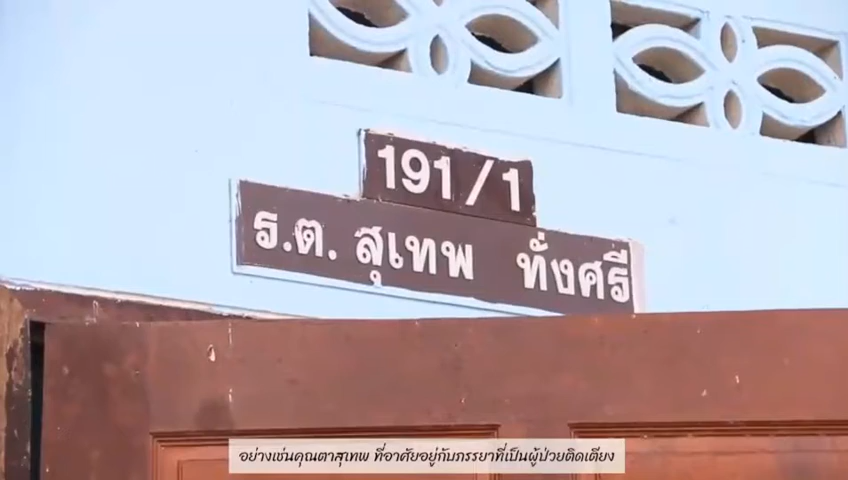 191/1
ร.ต. สุเทพ ทั่งศรี
อย่างเช่นคุณตาสุเทพ ที่อาศัยอยู่กับภรรยาที่เป็นผู้ป่วยติดเตียง